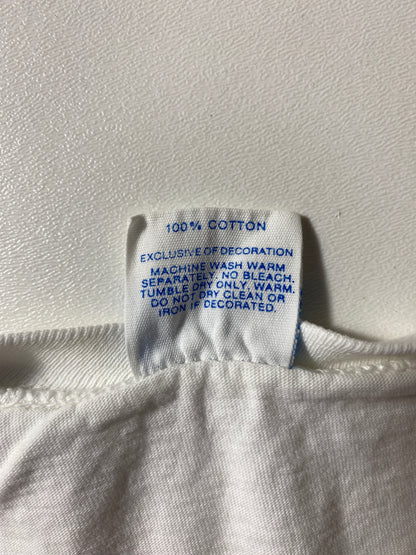 100% COTTON
EXCLUSIVE OF DECORATION
MACHINE WASH WARM
SEPARATELY. NO BLEACH.
TUMBLE DRY ONLY, WARM.
DO NOT DRY CLEAN OR
IRON IF DECORATED.